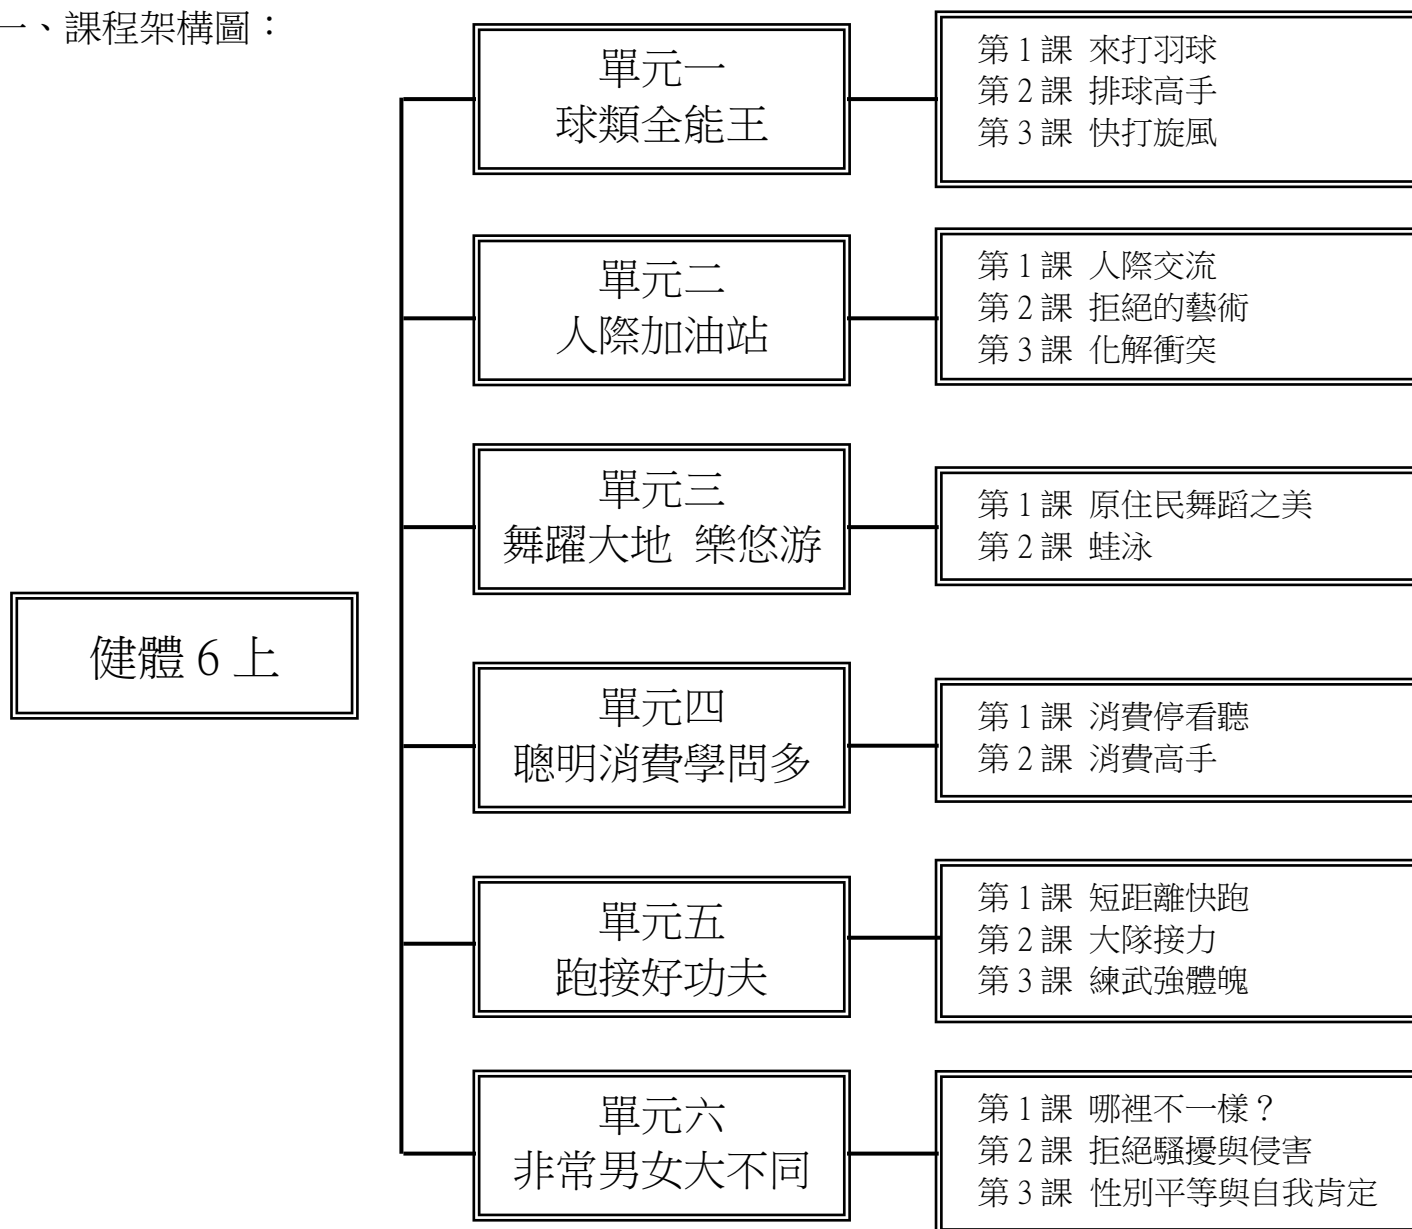 一、課程架構圖：
單元一
球類全能王
第1課 來打羽球
第2課 排球高手
第3課 快打旋風
單元二
人際加油站
第1課 人際交流
第2課 拒絕的藝術
第3課 化解衝突
單元三
舞躍大地 樂悠游
第1課 原住民舞蹈之美
第2課 蛙泳
健體6上
單元四
聰明消費學問多
第1課 消費停看聽
第2課 消費高手
單元五
跑接好功夫
第1課 短距離快跑
第2課 大隊接力
第3課 練武強體魄
單元六
非常男女大不同
第1課 哪裡不一樣？
第2課 拒絕騷擾與侵害
第3課 性別平等與自我肯定